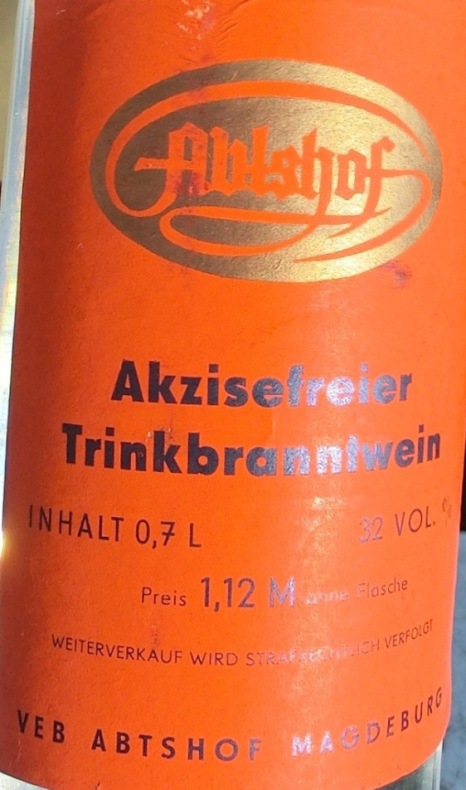 Abtshof
Akzisefreier
Trinkbranntwein
INHALT 0,7 L 32 VOL. %
Preis 1,12 M ohne Flasche
WEITERVERKAUF WIRD STRAFRECHTLICH VERFOLGT
VEB ABTSHOF MAGDEBURG